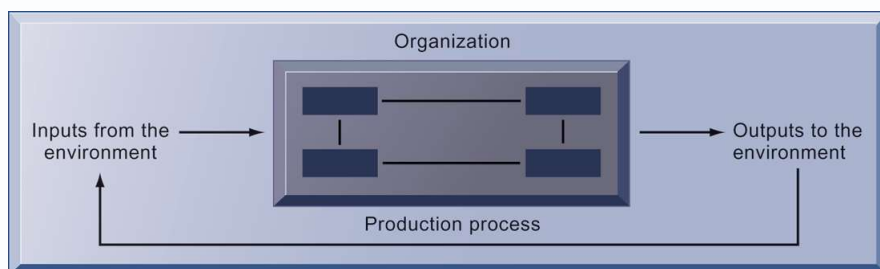 Organization
Inputs from the
environment
Outputs to the
environment
Production process